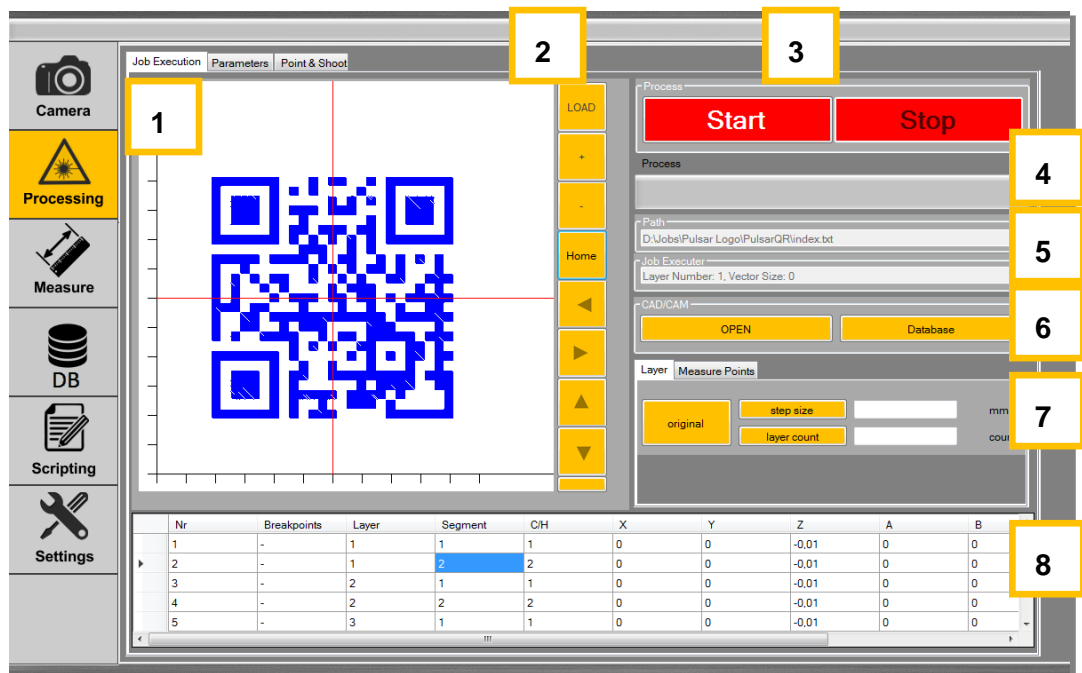 2
3
Job Execution Parameters Point & Shoot
1
Camera
Processing
Measure
DB
Scripting
Settings
LOAD
+
-
Home
Process
Start Stop
Process
4
Path
D:\Jobs\Pulsar Logo\PulsarQR\index.txt
5
Job Executer
Layer Number: 1, Vector Size: 0
CAD/CAM
OPEN Database
6
Layer Measure Points
original
step size mm
layer count cou
7
Nr Breakpoints Layer Segment C/H X Y Z A B
1 - 1 1 1 0 0 -0,01 0 0
2 - 1 2 2 0 0 -0,01 0 0
3 - 2 1 1 0 0 -0,01 0 0
4 - 2 2 2 0 0 -0,01 0 0
5 - 3 1 1 0 0 -0,01 0 0
8